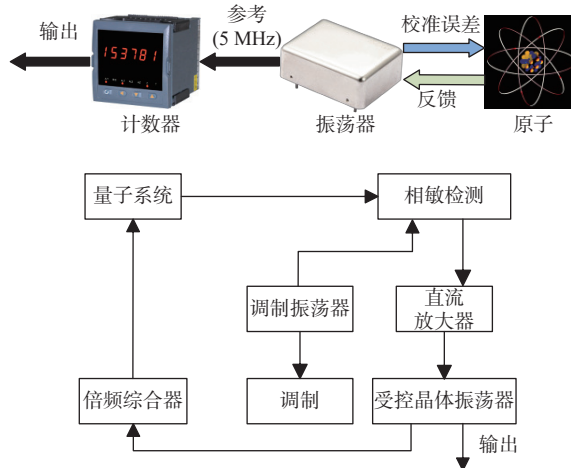 输出
参考
(5 MHz)
校准误差
反馈
153781
计数器
振荡器
原子
量子系统
相敏检测
调制振荡器
直流
放大器
倍频综合器
调制
受控晶体振荡器
输出